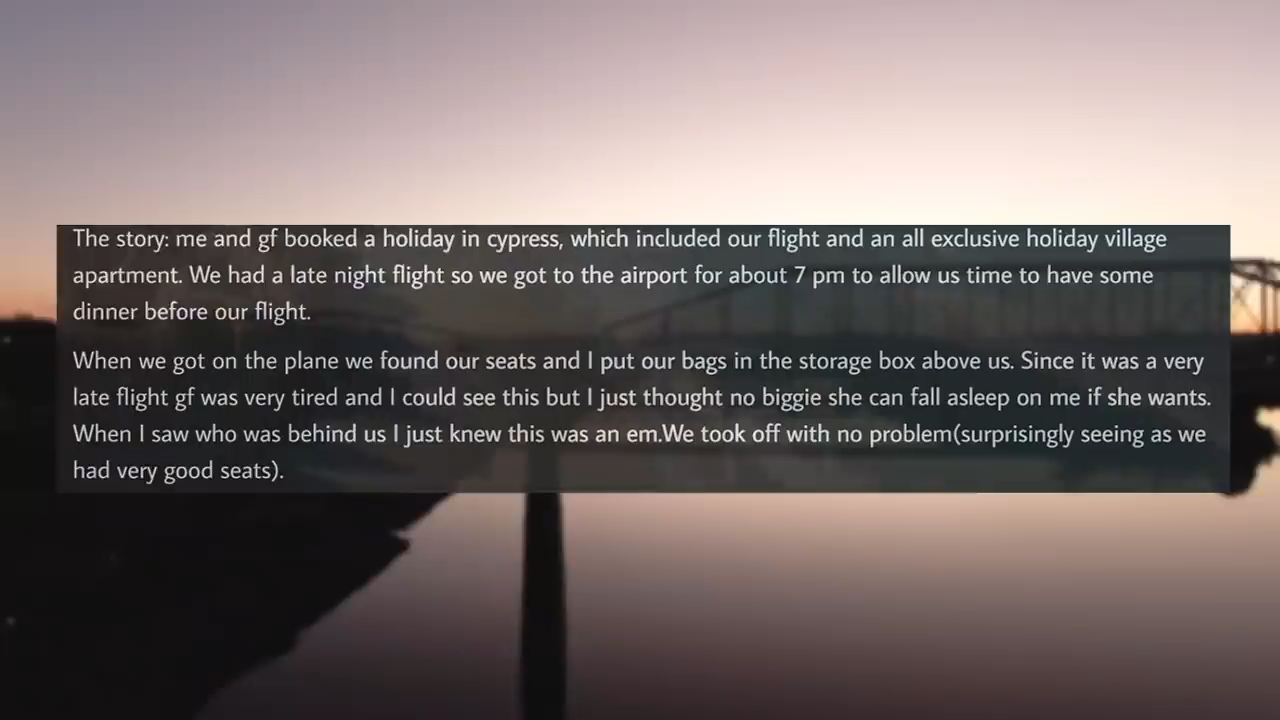 The story: me and gf booked a holiday in cypress, which included our flight and an all exclusive holiday village
apartment. We had a late night flight so we got to the airport for about 7 pm to allow us time to have some
dinner before our flight.
When we got on the plane we found our seats and I put our bags in the storage box above us. Since it was a very
late flight gf was very tired and I could see this but I just thought no biggie she can fall asleep on me if she wants.
When I saw who was behind us I just knew this was an em.We took off with no problem(surprisingly seeing as we
had very good seats).